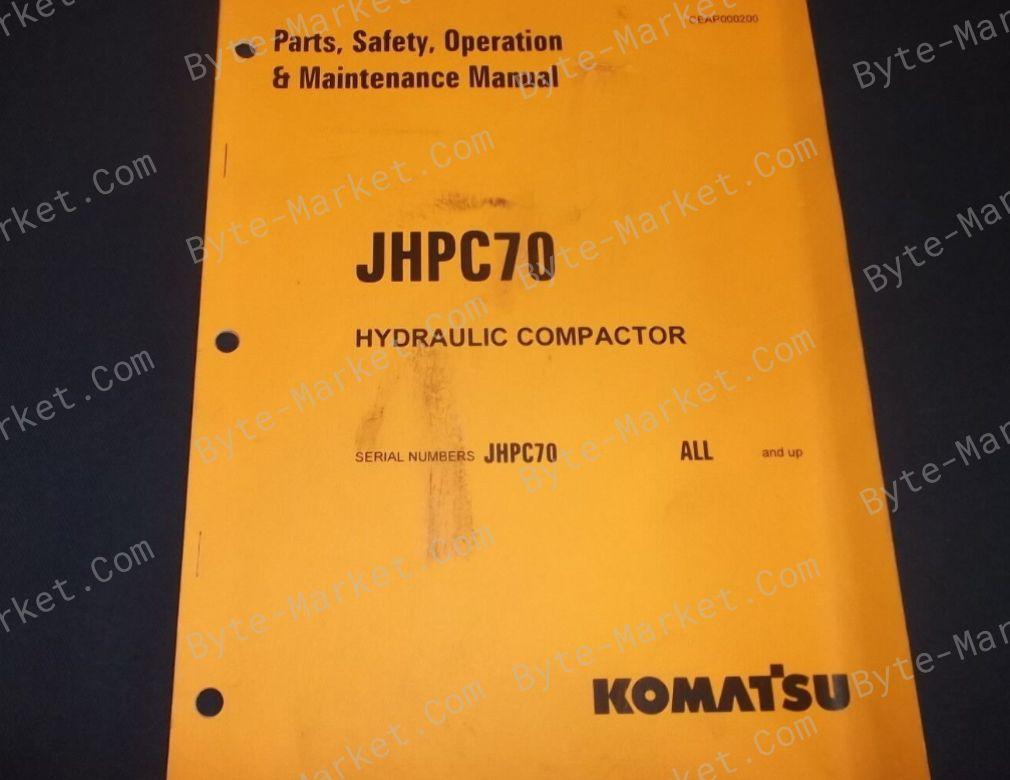 CEAP000200
Parts, Safety, Operation
& Maintenance Manual
JHPC70
HYDRAULIC COMPACTOR
SERIAL NUMBERS JHPC70 ALL and up
KOMATSU
Byte-Market.Com